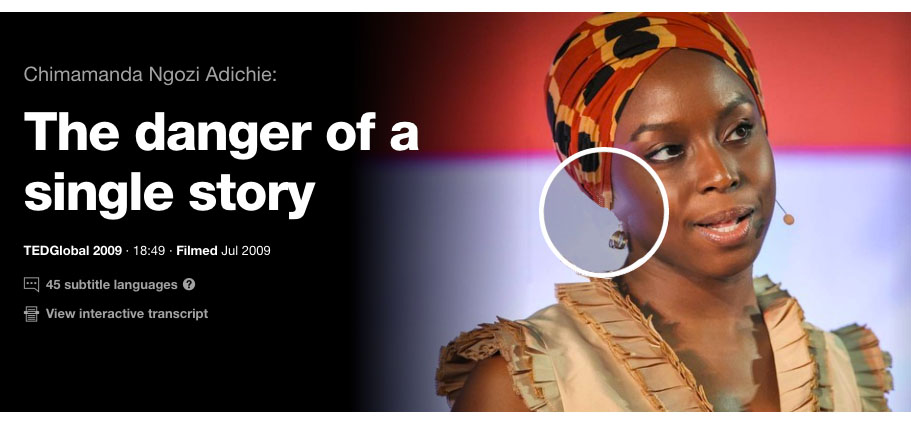 Chimamanda Ngozi Adichie:
The danger of a
single story
TEDGlobal 2009 · 18:49 · Filmed Jul 2009
45 subtitle languages ?
View interactive transcript